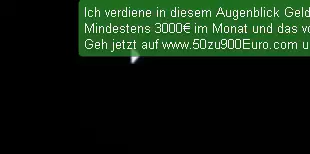 Ich verdiene in diesem Augenblick Geld
Mindestens 3000€ im Monat und das
Geh jetzt auf www.50zu900Euro.com